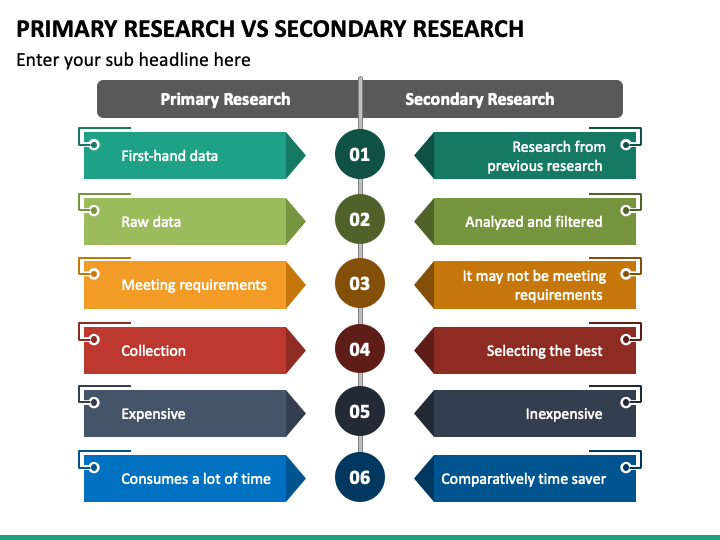 PRIMARY RESEARCH VS SECONDARY RESEARCH
Enter your sub headline here
Primary Research
Secondary Research
First-hand data
01
Research from
previous research
Raw data
02
Analyzed and filtered
Meeting requirements
03
It may not be meeting
requirements
Collection
04
Selecting the best
Expensive
05
Inexpensive
Consumes a lot of time
06
Comparatively time saver